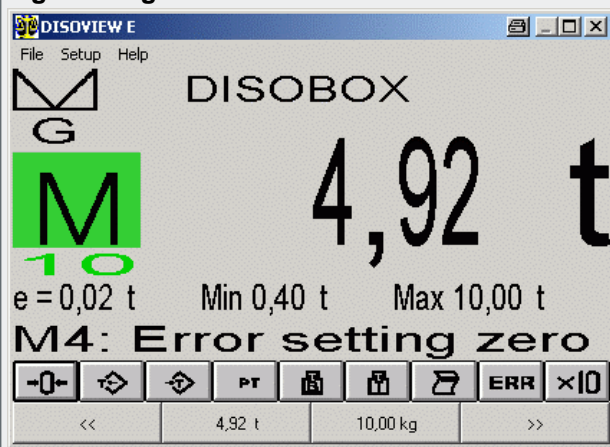 DISOVIEW E
File Setup Help
DISOBOX
G
4,92 t
M
10
e = 0,02 t Min 0,40 t Max 10,00 t
M4: Error setting zero
→0← T T PT B Y ERR ×10
<< 4,92 t 10,00 kg >>